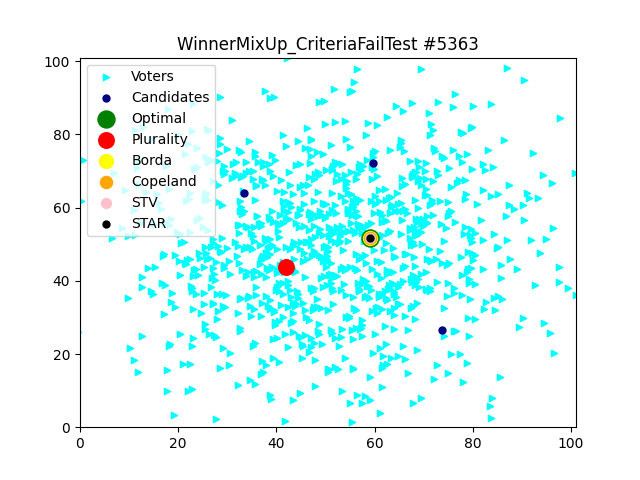 WinnerMixUp_CriteriaFailTest #5363
100
80
60
40
20
0
Voters
Candidates
Optimal
Plurality
Borda
Copeland
STV
STAR
0 20 40 60 80 100